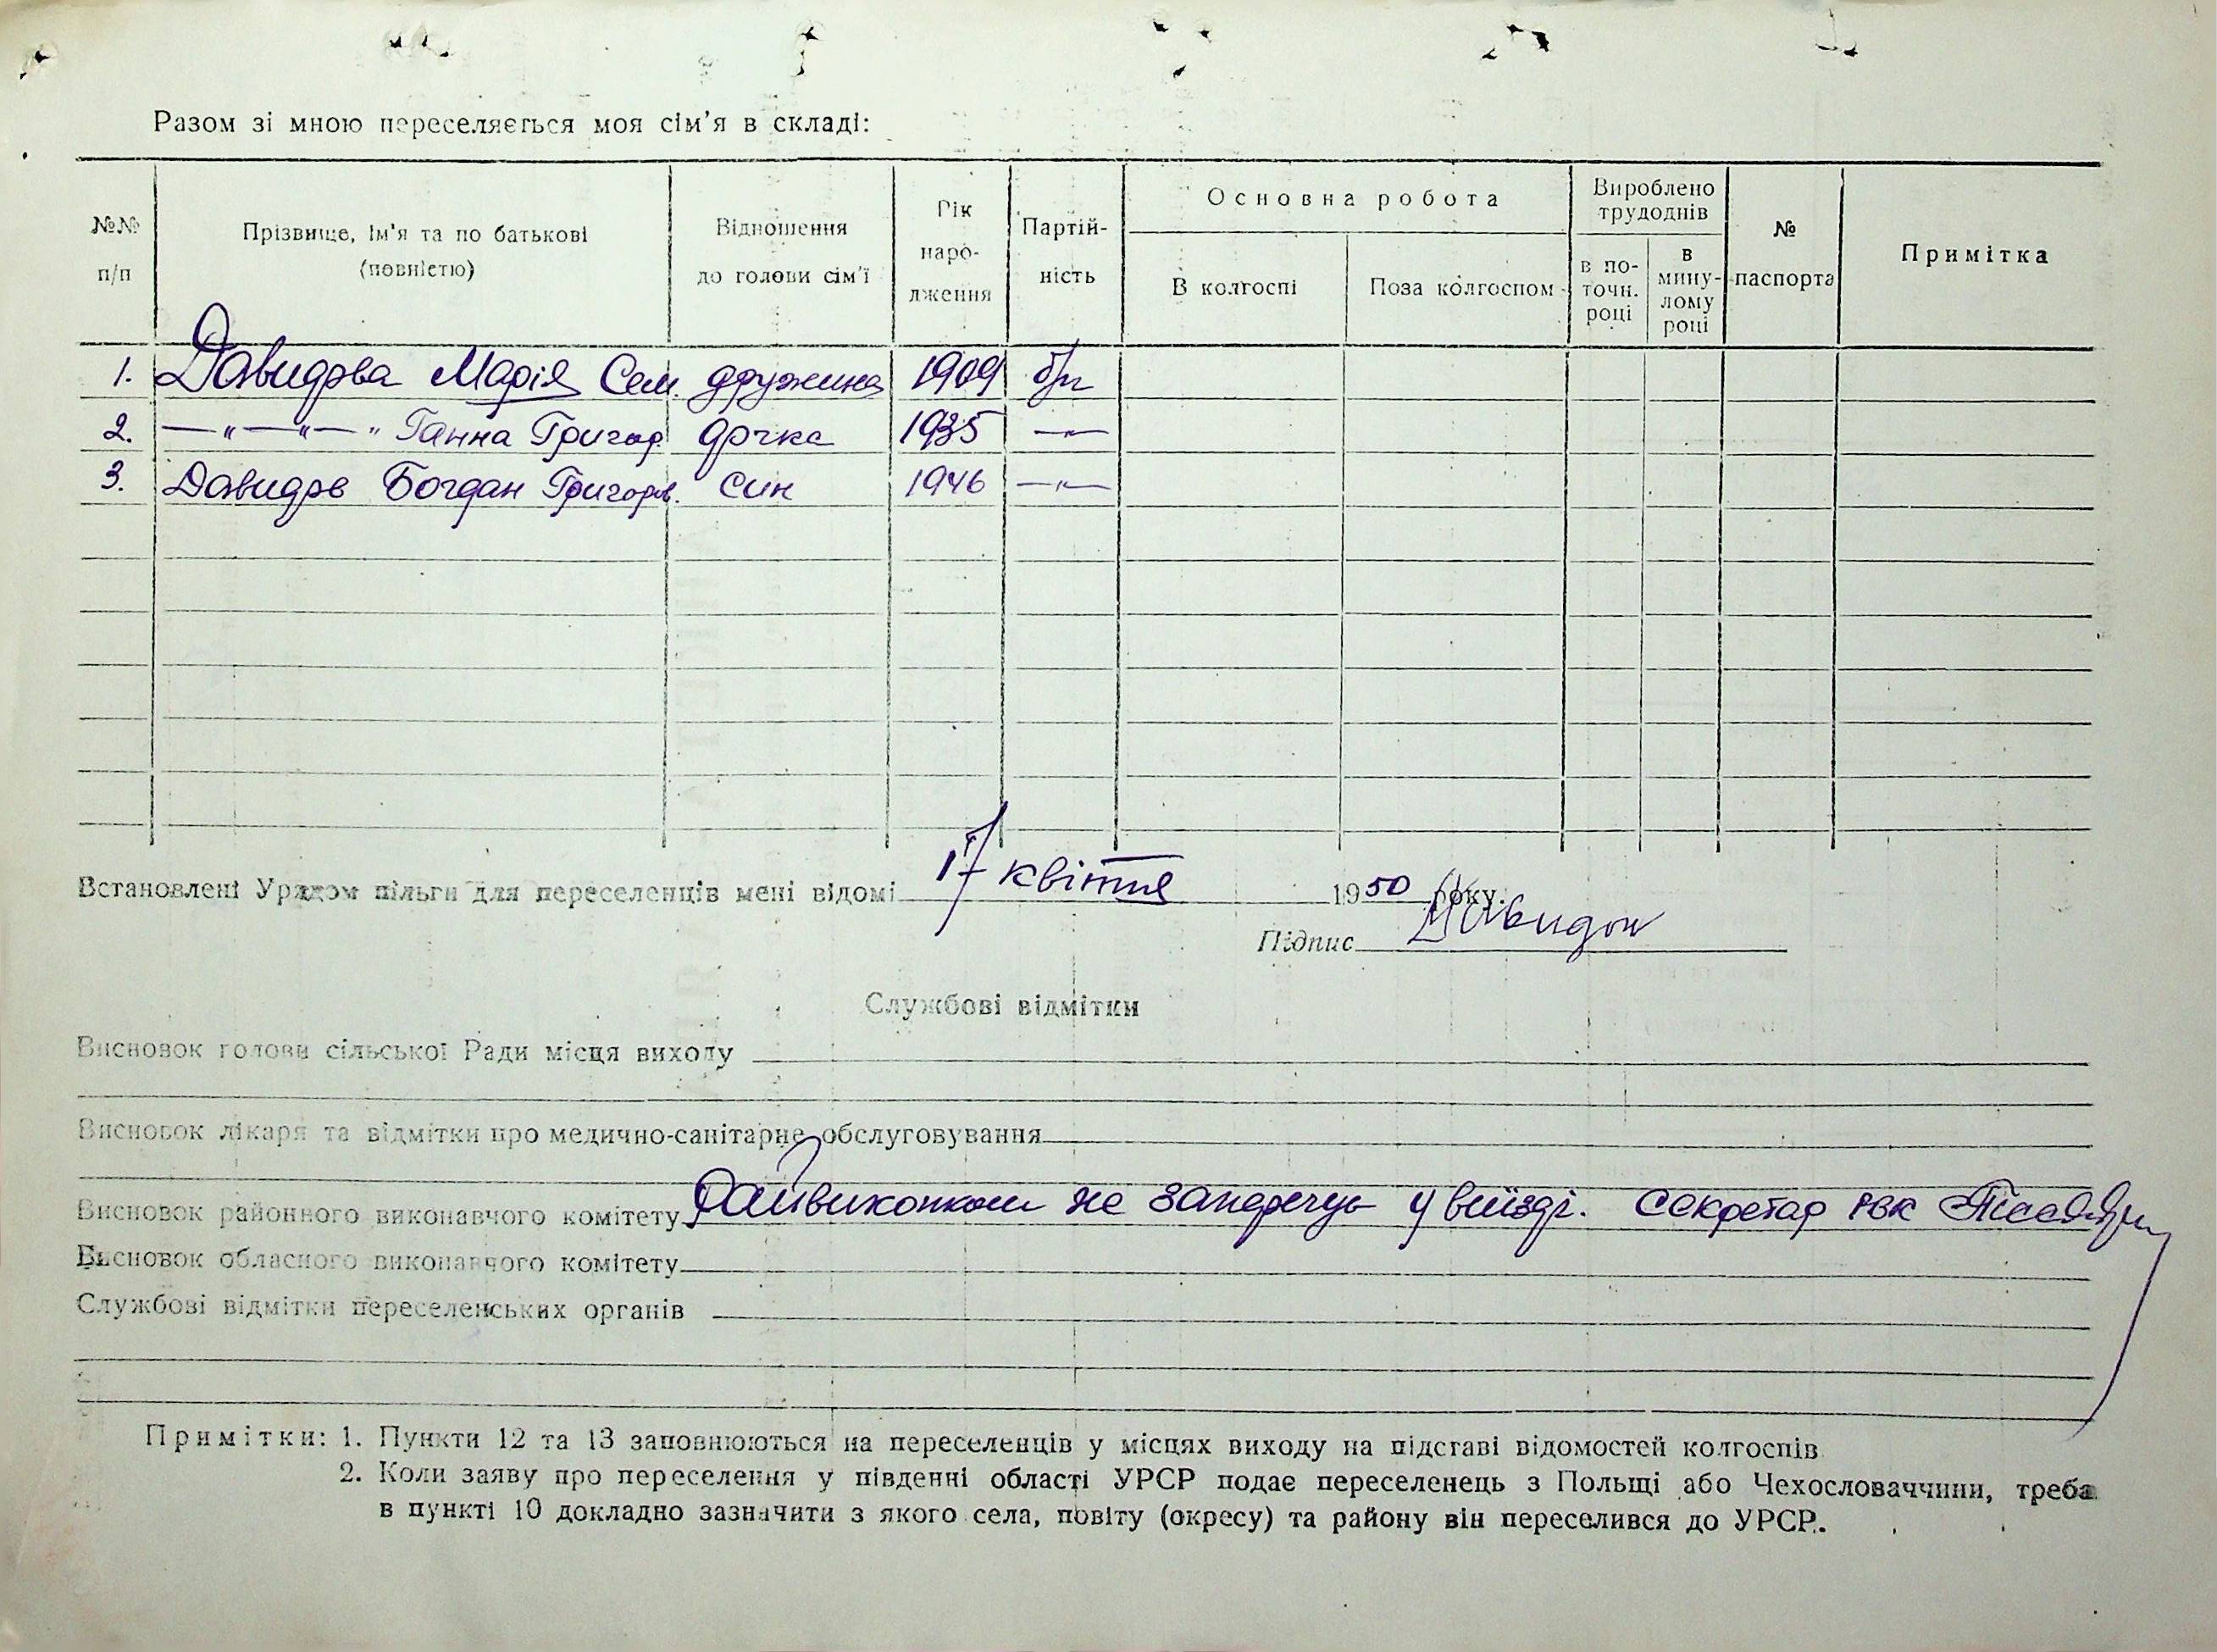 Разом зі мною переселяється моя сім'я в складі:
№№ п/п
Прізвище, ім'я та по батькові (повністю)
Відношення до голови сім'ї
Рік народження
Партійність
Основна робота
В колгоспі
Поза колгоспом
Вироблено трудоднів
в поточн. році
в минулому році
№ паспорта
Примітка
1. Давидова Марія Сем. дружина 1909 б/п
2. —"—"— " Ганна Григор. дочка 1935 —"—
3. Давидов Богдан Григоров. син 1946 —"—
Встановлені Урядом пільги для переселенців мені відомі 17 квітня 1950 року.
Підпис Давидов
Службові відмітки
Висновок голови сільської Ради місця виходу
Висновок лікаря та відмітки про медично-санітарне обслуговування
Висновок районного виконавчого комітету Райвиконком не заперечує у виїзді. Секретар РВК
Висновок обласного виконавчого комітету
Службові відмітки переселенських органів
Примітки: 1. Пункти 12 та 13 заповнюються на переселенців у місцях виходу на підставі відомостей колгоспів
2. Коли заяву про переселення у південні області УРСР подає переселенець з Польщі або Чехословаччини, треба
в пункті 10 докладно зазначити з якого села, повіту (окресу) та району він переселився до УРСР.